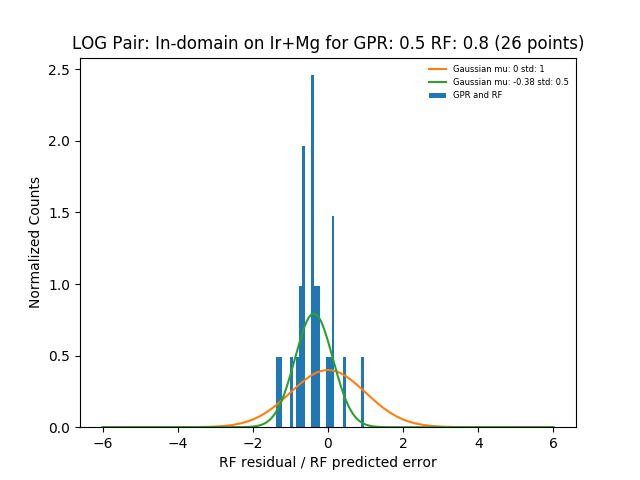 LOG Pair: In-domain on Ir+Mg for GPR: 0.5 RF: 0.8 (26 points)
Gaussian mu: 0 std: 1
Gaussian mu: -0.38 std: 0.5
GPR and RF
Normalized Counts
2.5
2.0
1.5
1.0
0.5
0.0
−6 −4 −2 0 2 4 6
RF residual / RF predicted error